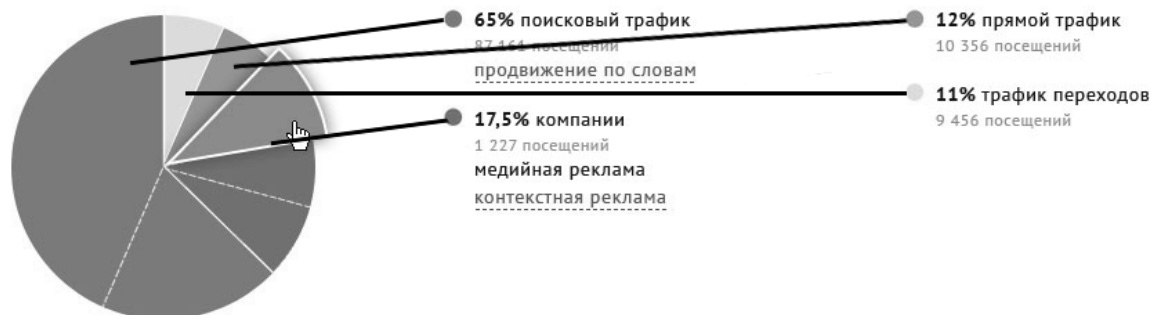 65% поисковый трафик
87 161 посещений
продвижение по словам
17,5% компании
1 227 посещений
медийная реклама
контекстная реклама
12% прямой трафик
10 356 посещений
11% трафик переходов
9 456 посещений